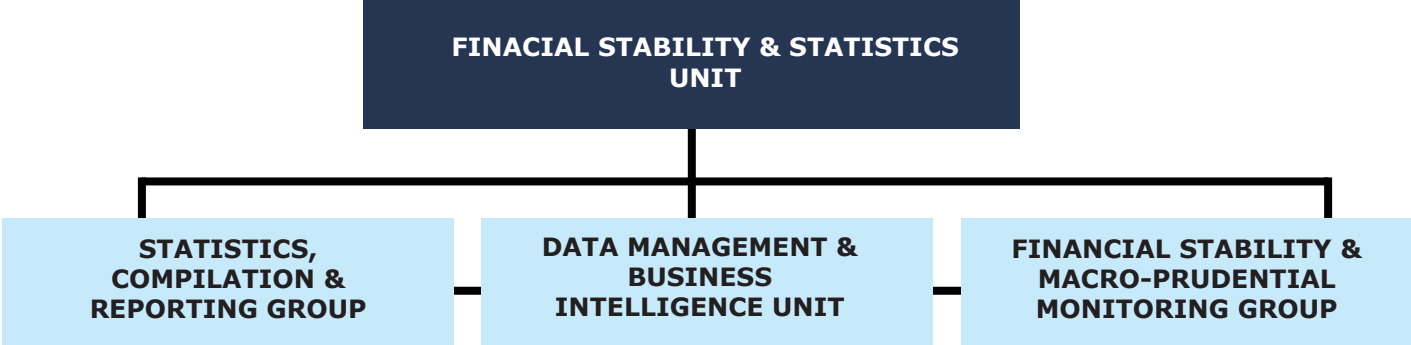 FINACIAL STABILITY & STATISTICS
UNIT
STATISTICS,
COMPILATION &
REPORTING GROUP
DATA MANAGEMENT &
BUSINESS
INTELLIGENCE UNIT
FINANCIAL STABILITY &
MACRO-PRUDENTIAL
MONITORING GROUP